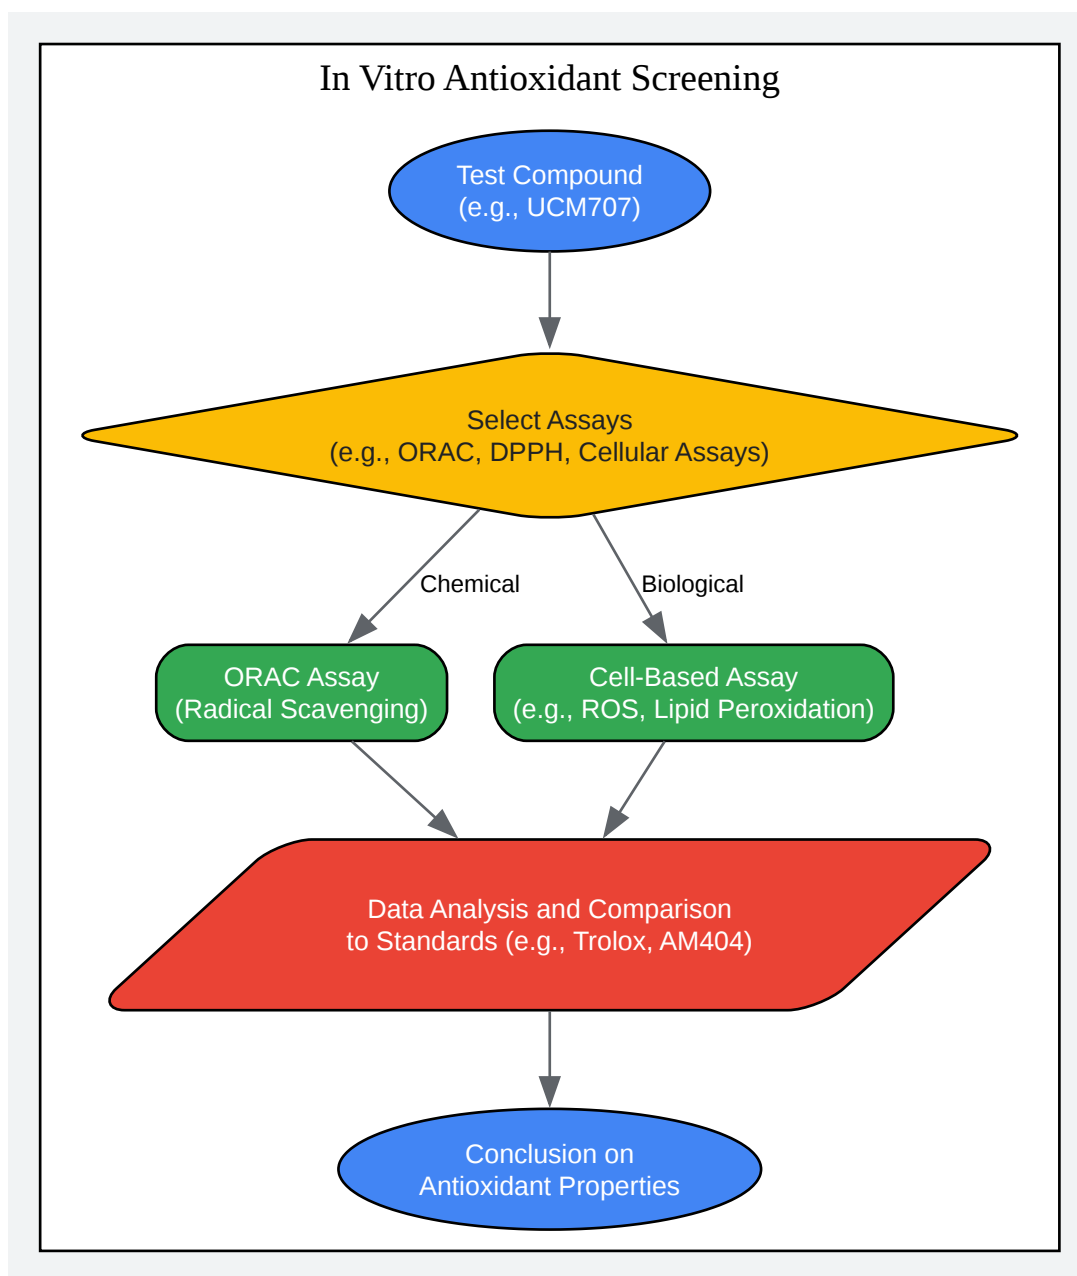 In Vitro Antioxidant Screening
Test Compound
(e.g., UCM707)
Select Assays
(e.g., ORAC, DPPH, Cellular Assays)
Chemical
Biological
ORAC Assay
(Radical Scavenging)
Cell-Based Assay
(e.g., ROS, Lipid Peroxidation)
Data Analysis and Comparison
to Standards (e.g., Trolox, AM404)
Conclusion on
Antioxidant Properties